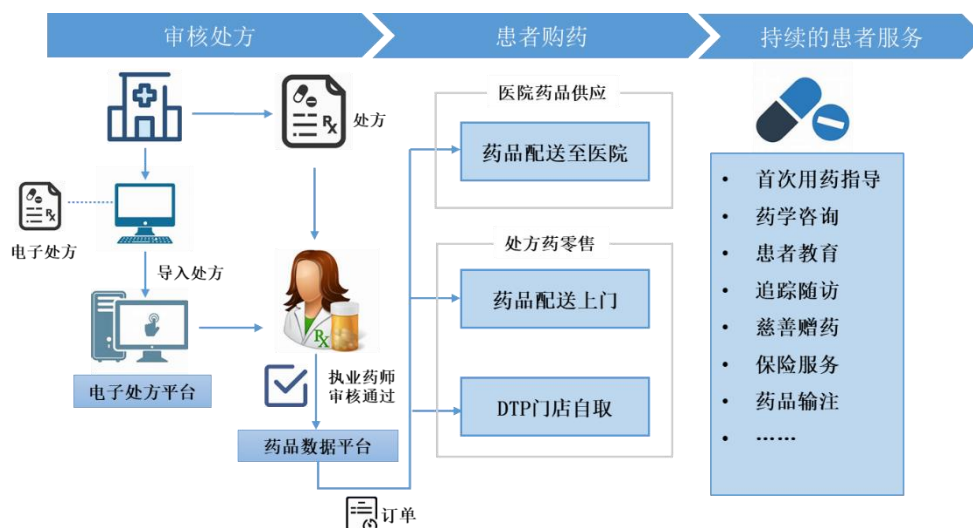 审核处方
患者购药
持续的患者服务
处方
Rx
Rx
电子处方
导入处方
电子处方平台
Rx
执业药师
审核通过
药品数据平台
订单
医院药品供应
药品配送至医院
处方药零售
药品配送上门
DTP门店自取
• 首次用药指导
• 药学咨询
• 患者教育
• 追踪随访
• 慈善赠药
• 保险服务
• 药品输注
• ……